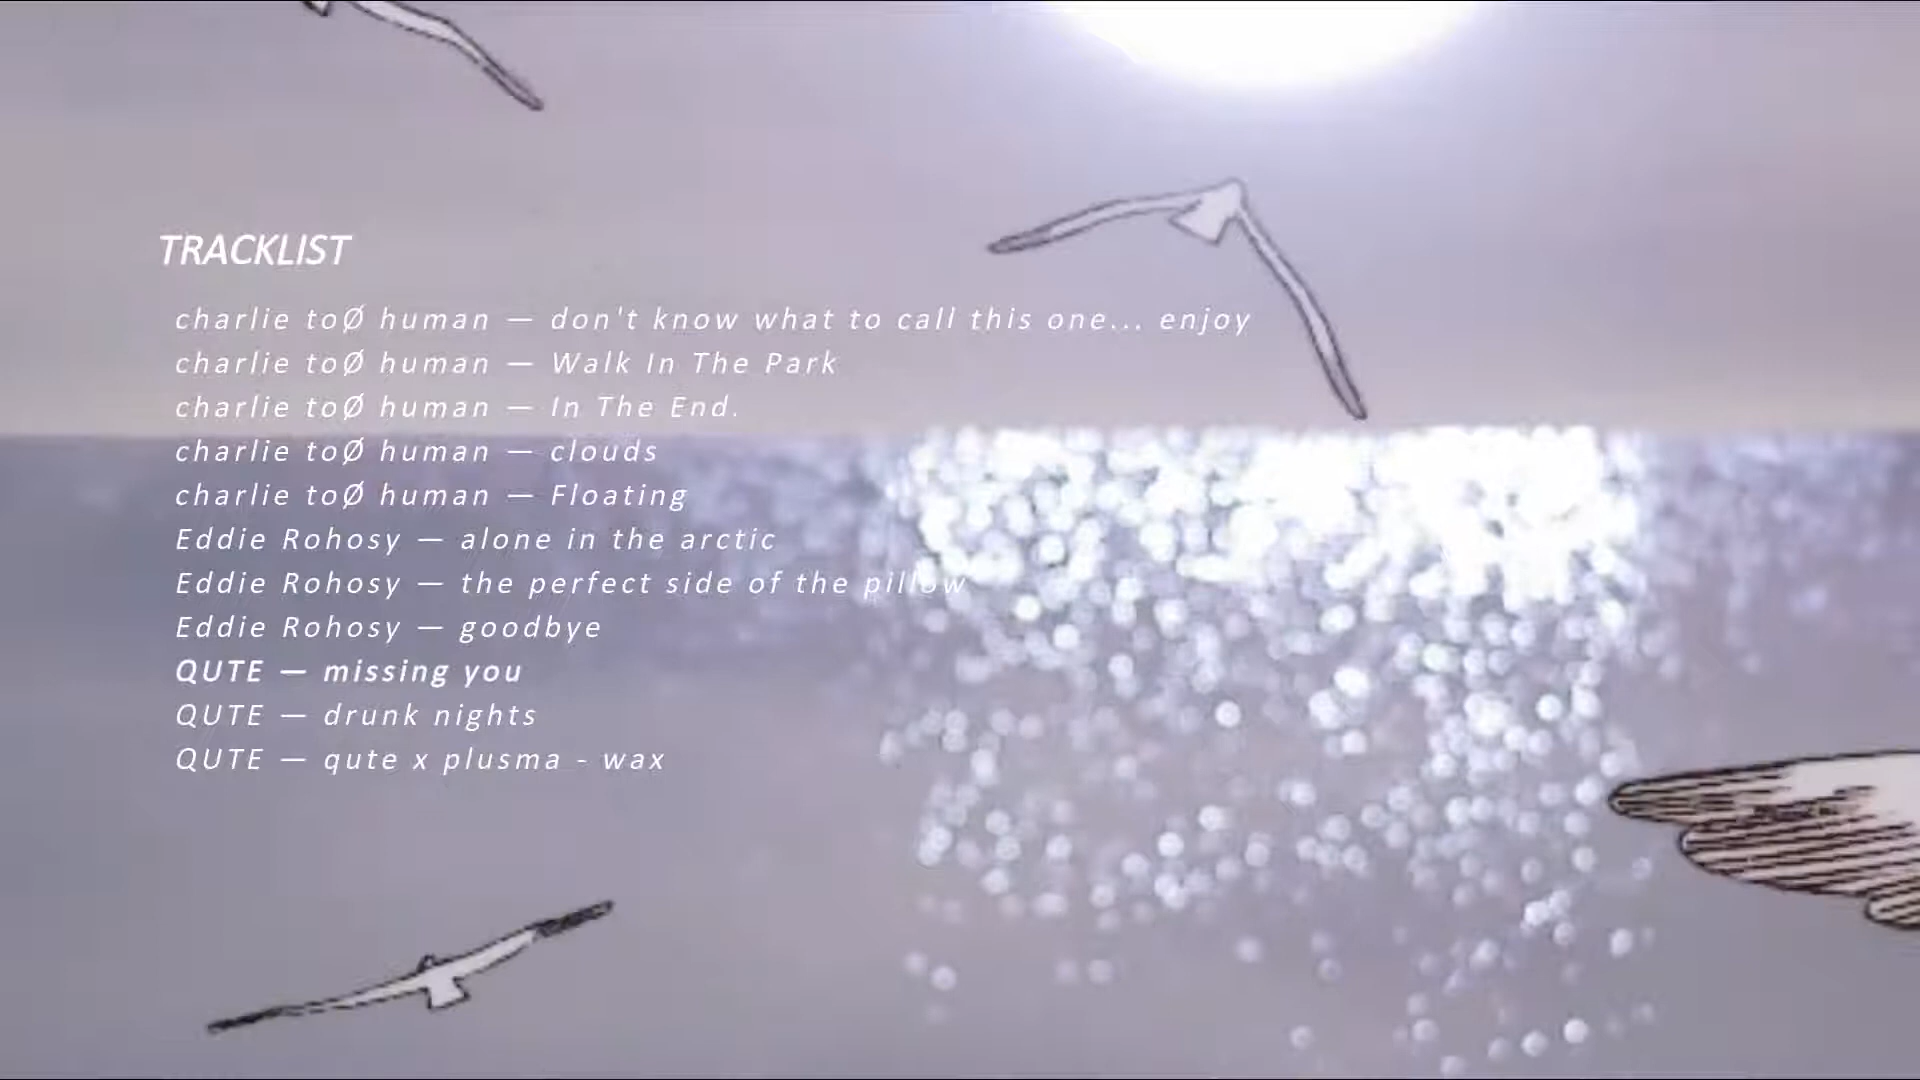 TRACKLIST
charlie toØ human — don't know what to call this one... enjoy
charlie toØ human — Walk In The Park
charlie toØ human — In The End.
charlie toØ human — clouds
charlie toØ human — Floating
Eddie Rohosy — alone in the arctic
Eddie Rohosy — the perfect side of the pillow
Eddie Rohosy — goodbye
QUTE — missing you
QUTE — drunk nights
QUTE — qute x plusma - wax